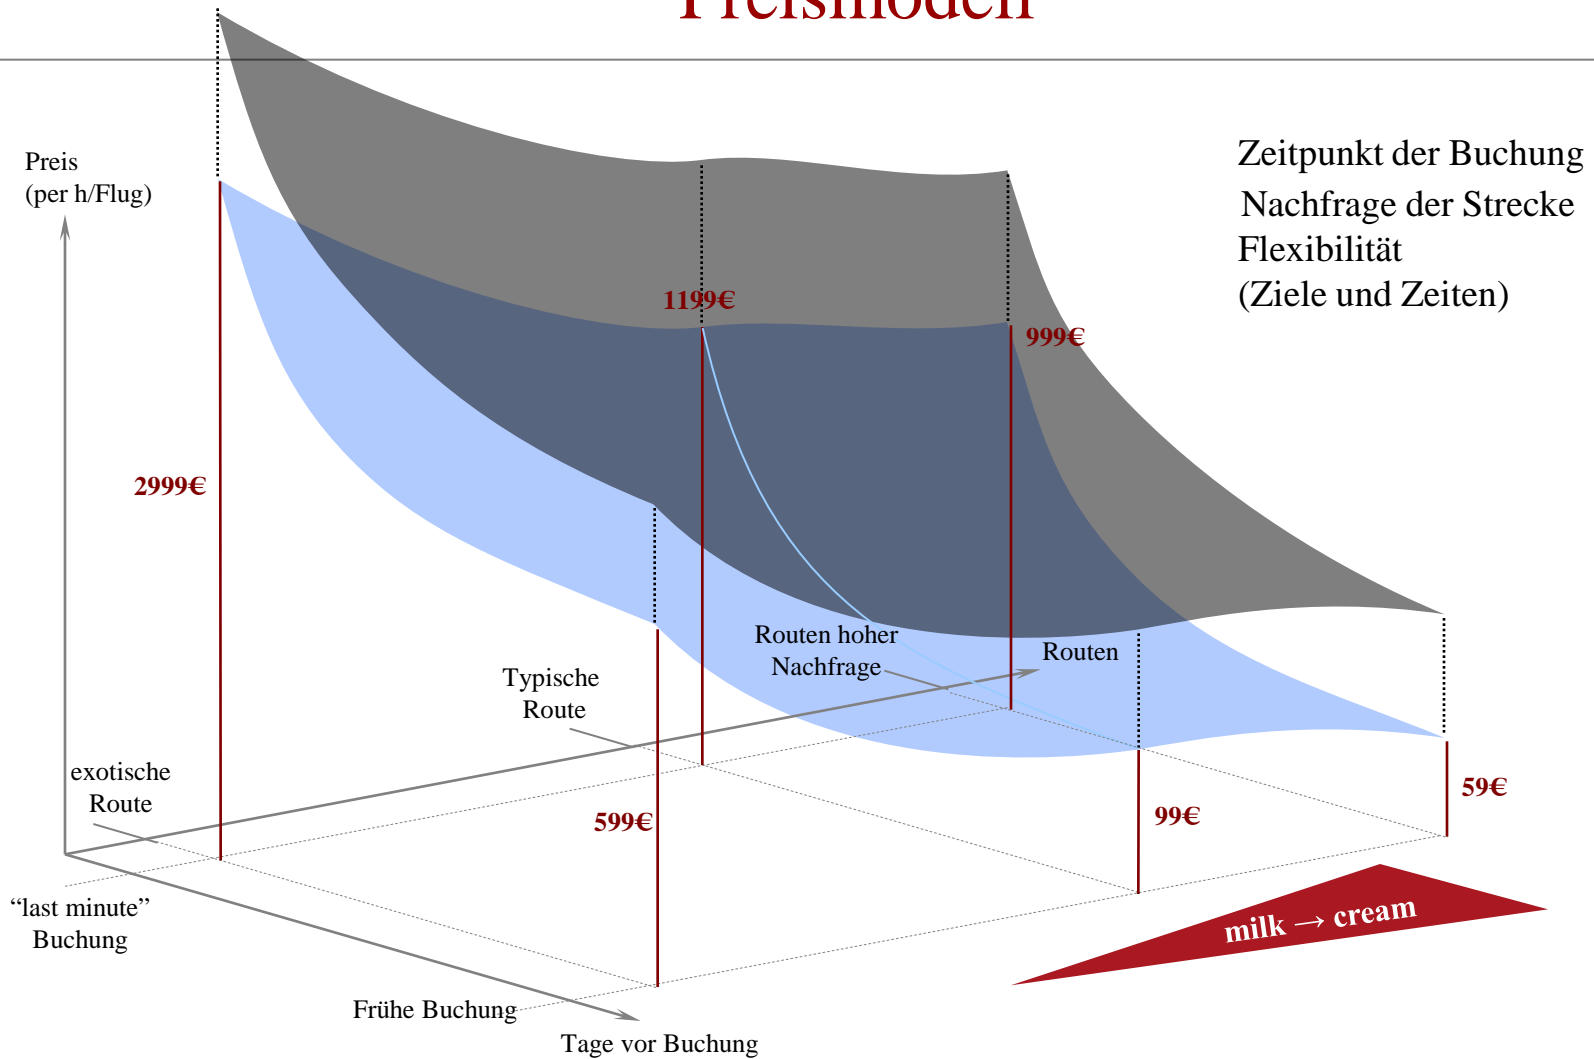 Preismodell
Preis
(per h/Flug)
Zeitpunkt der Buchung
Nachfrage der Strecke
Flexibilität
(Ziele und Zeiten)
1199€
999€
2999€
Routen hoher
Nachfrage
Routen
Typische
Route
exotische
Route
599€
99€
59€
“last minute”
Buchung
milk → cream
Frühe Buchung
Tage vor Buchung